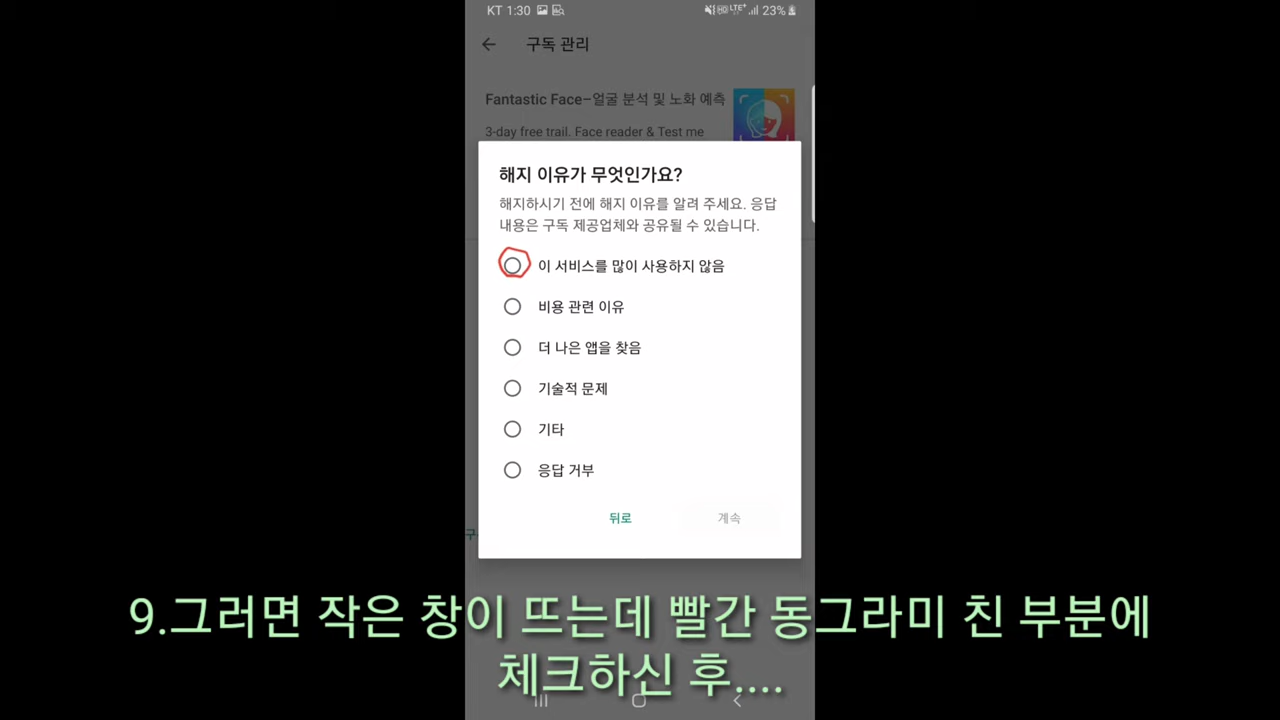 KT 1:30
LTE+ 23%
구독 관리
Fantastic Face-얼굴 분석 및 노화 예측
3-day free trail. Face reader & Test me
해지 이유가 무엇인가요?
해지하시기 전에 해지 이유를 알려 주세요. 응답
내용은 구독 제공업체와 공유될 수 있습니다.
이 서비스를 많이 사용하지 않음
비용 관련 이유
더 나은 앱을 찾음
기술적 문제
기타
응답 거부
뒤로
계속
구
9.그러면 작은 창이 뜨는데 빨간 동그라미 친 부분에
체크하신 후....